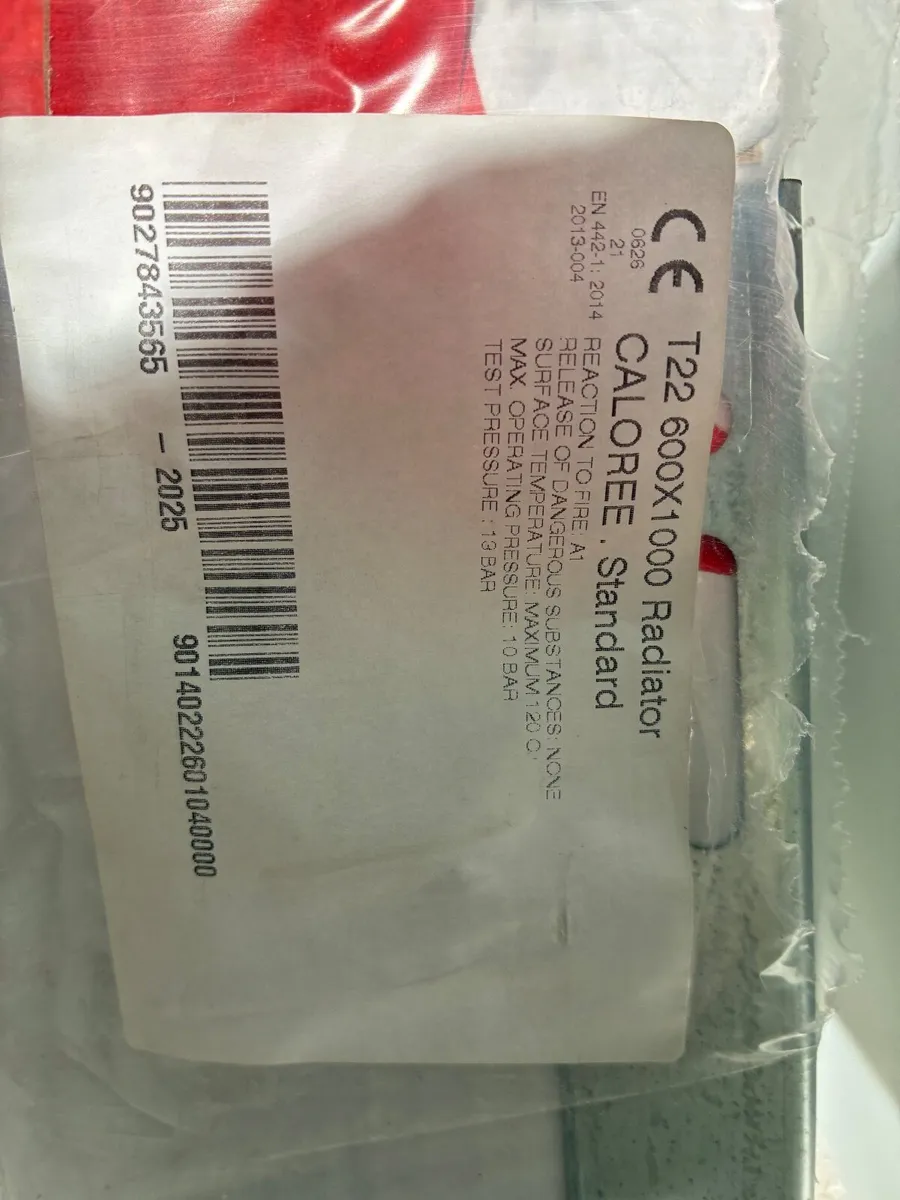 CE
0626
21
EN 442-1: 2014
2013-004
T22 600X1000 Radiator
CALOREE . Standard
REACTION TO FIRE: A1
RELEASE OF DANGEROUS SUBSTANCES: NONE
SURFACE TEMPERATURE: MAXIMUM 120 C'
MAX. OPERATING PRESSURE: 10 BAR
TEST PRESSURE : 13 BAR
9027843565 - 2025 90140222601040000